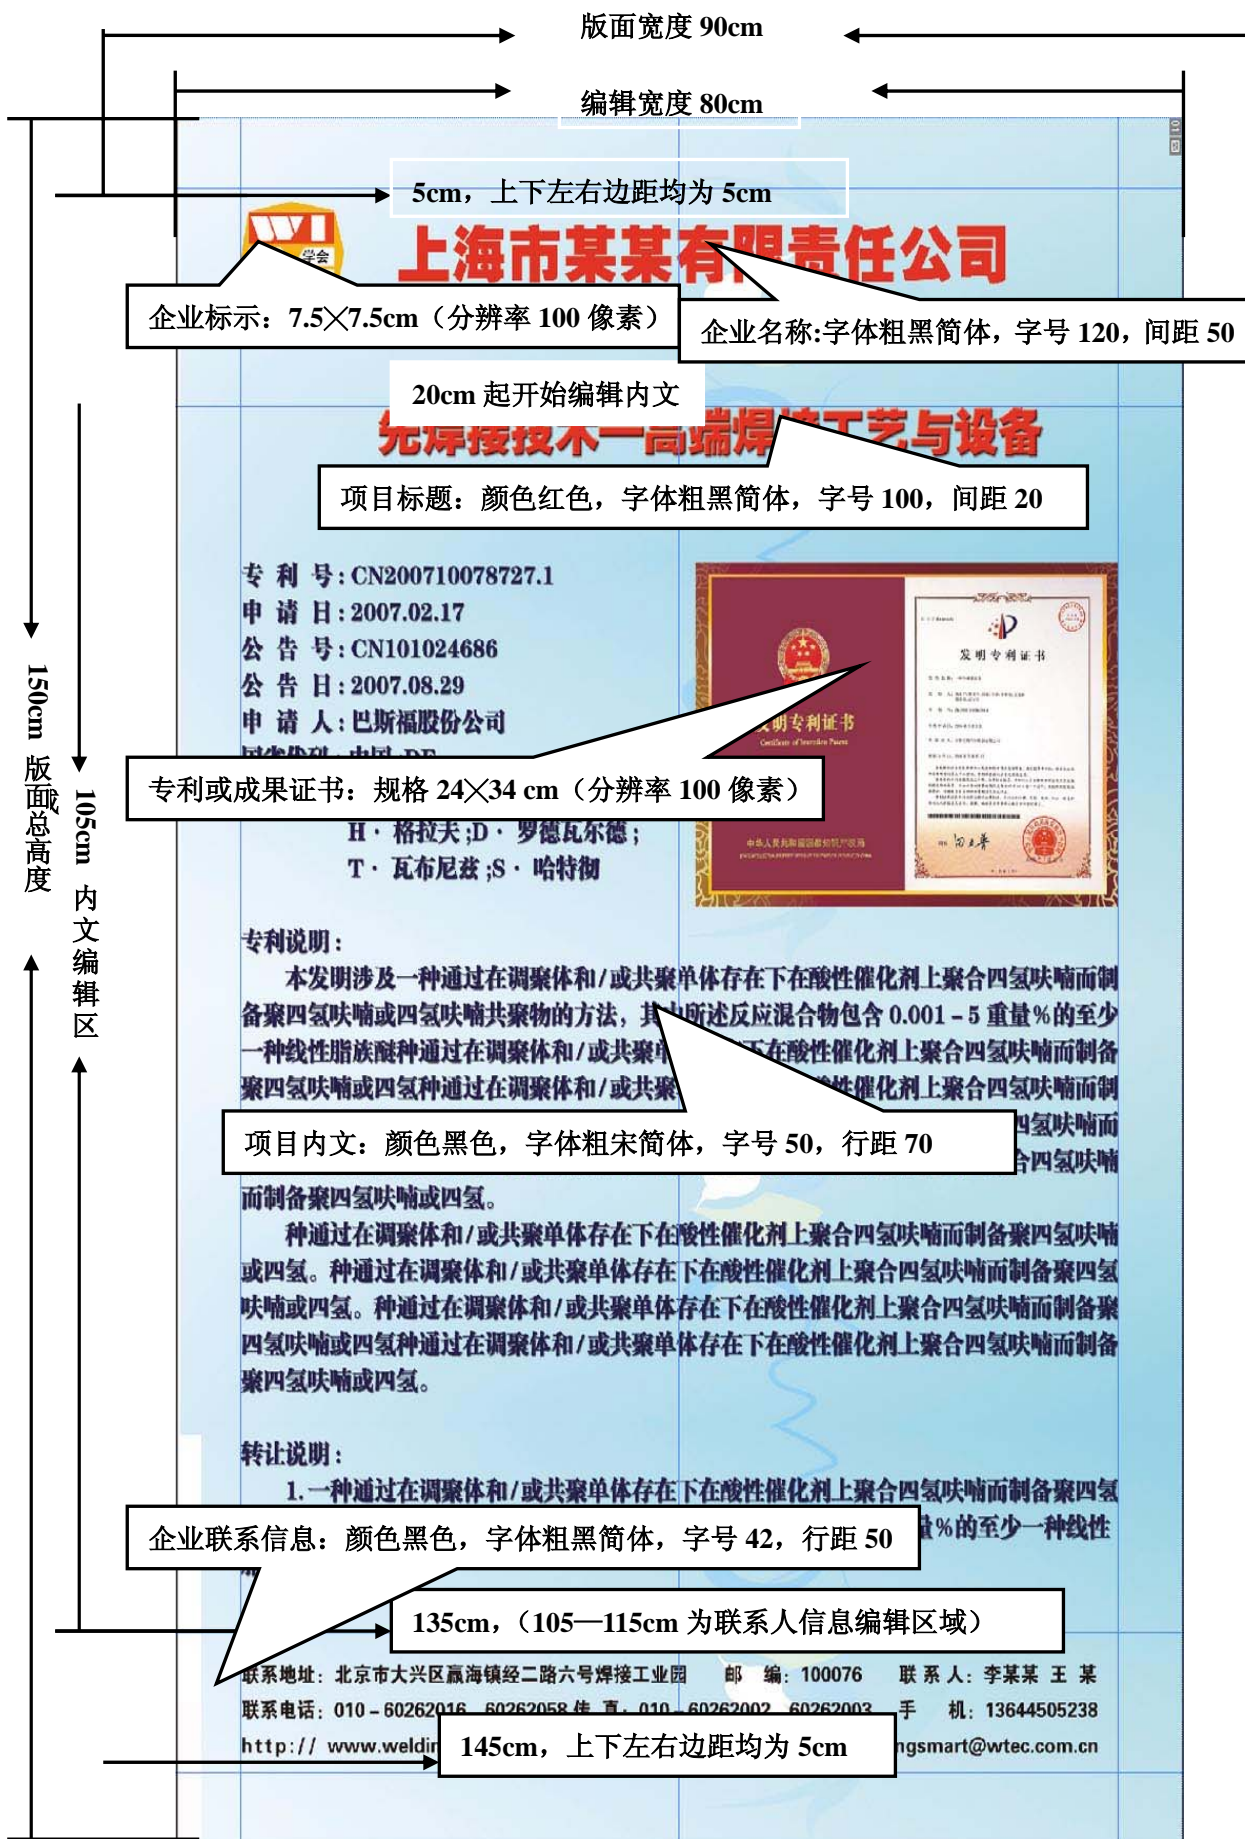 版面宽度 90cm
编辑宽度 80cm
5cm，上下左右边距均为 5cm
学会
上海市某某有限责任公司
企业标示：7.5╳7.5cm（分辨率 100 像素）
企业名称:字体粗黑简体，字号 120，间距 50
20cm 起开始编辑内文
先焊接技术—高端焊接工艺与设备
项目标题：颜色红色，字体粗黑简体，字号 100，间距 20
专 利 号：CN200710078727.1
申 请 日：2007.02.17
公 告 号：CN101024686
公 告 日：2007.08.29
申 请 人：巴斯福股份公司
发明专利证书
中华人民共和国国家知识产权局
发明专利证书
专利或成果证书：规格 24╳34 cm（分辨率 100 像素）
H · 格拉夫;D · 罗德瓦尔德；
T · 瓦布尼兹;S · 哈特彻
150cm 版面总高度
105cm 内文编辑区
专利说明：
本发明涉及一种通过在调聚体和/或共聚单体存在下在酸性催化剂上聚合四氢呋喃而制
备聚四氢呋喃或四氢呋喃共聚物的方法，其中所述反应混合物包含 0.001－5 重量%的至少
一种线性脂族醚种通过在调聚体和/或共聚单 下在酸性催化剂上聚合四氢呋喃而制备
聚四氢呋喃或四氢种通过在调聚体和/或共聚 酸性催化剂上聚合四氢呋喃而制
四氢呋喃而
项目内文：颜色黑色，字体粗宋简体，字号 50，行距 70
合四氢呋喃
而制备聚四氢呋喃或四氢。
种通过在调聚体和/或共聚单体存在下在酸性催化剂上聚合四氢呋喃而制备聚四氢呋喃
或四氢。种通过在调聚体和/或共聚单体存在下在酸性催化剂上聚合四氢呋喃而制备聚四氢
呋喃或四氢。种通过在调聚体和/或共聚单体存在下在酸性催化剂上聚合四氢呋喃而制备聚
四氢呋喃或四氢种通过在调聚体和/或共聚单体存在下在酸性催化剂上聚合四氢呋喃而制备
聚四氢呋喃或四氢。
转让说明：
1.一种通过在调聚体和/或共聚单体存在下在酸性催化剂上聚合四氢呋喃而制备聚四氢
量%的至少一种线性
企业联系信息：颜色黑色，字体粗黑简体，字号 42，行距 50
135cm，（105—115cm 为联系人信息编辑区域）
联系地址：北京市大兴区嬴海镇经二路六号焊接工业园 邮 编：100076 联 系 人：李某某 王 某
联系电话：010－60262016 60262058 传 真：010－60262002 60262003 手 机：13644505238
http:// www.weldin ngsmart@wtec.com.cn
145cm，上下左右边距均为 5cm